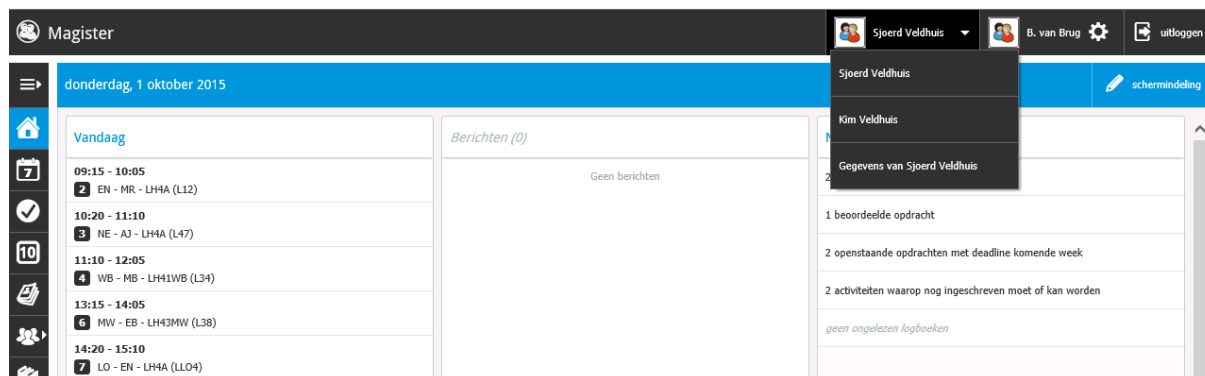 Magister
Sjoerd Veldhuis
B. van Brug
uitloggen
donderdag, 1 oktober 2015
schermindeling
Sjoerd Veldhuis
Kim Veldhuis
Gegevens van Sjoerd Veldhuis
Vandaag
09:15 - 10:05
2 EN - MR - LH4A (L12)
10:20 - 11:10
3 NE - AJ - LH4A (L47)
11:10 - 12:05
4 WB - MB - LH41WB (L34)
13:15 - 14:05
6 MW - EB - LH43MW (L38)
14:20 - 15:10
7 LO - EN - LH4A (LLO4)
Berichten (0)
Geen berichten
1 beoordeelde opdracht
2 openstaande opdrachten met deadline komende week
2 activiteiten waarop nog ingeschreven moet of kan worden
geen ongelezen logboeken
7
10